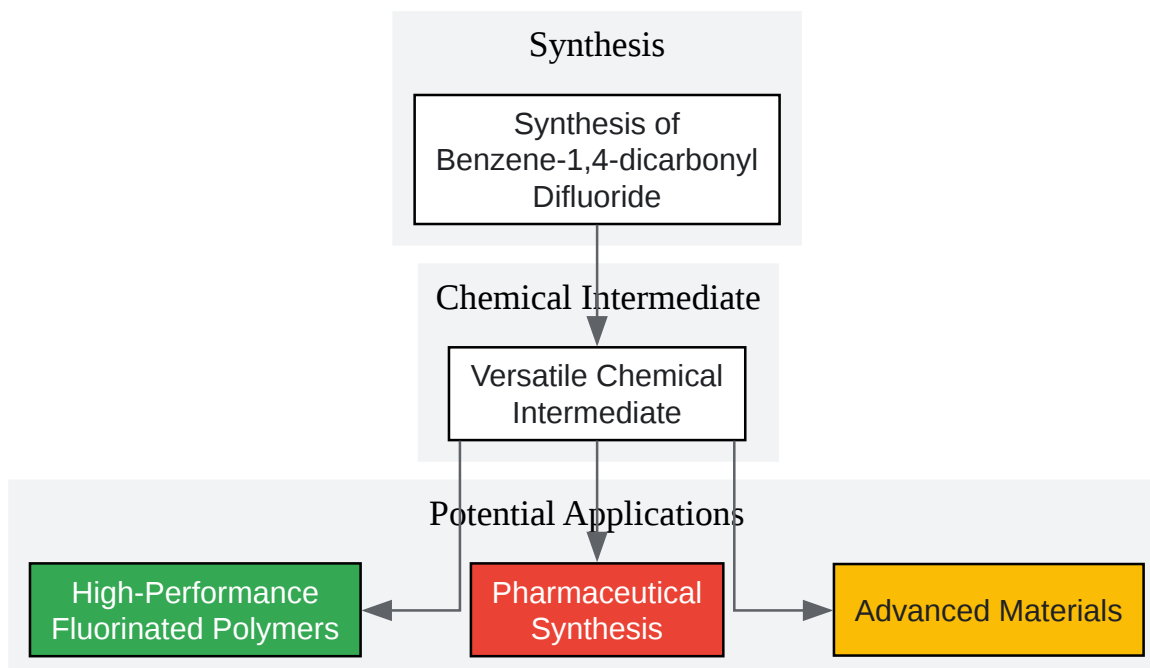 Synthesis
Synthesis of
Benzene-1,4-dicarbonyl
Difluoride
Chemical Intermediate
Versatile Chemical
Intermediate
Potential Applications
High-Performance
Fluorinated Polymers
Pharmaceutical
Synthesis
Advanced Materials